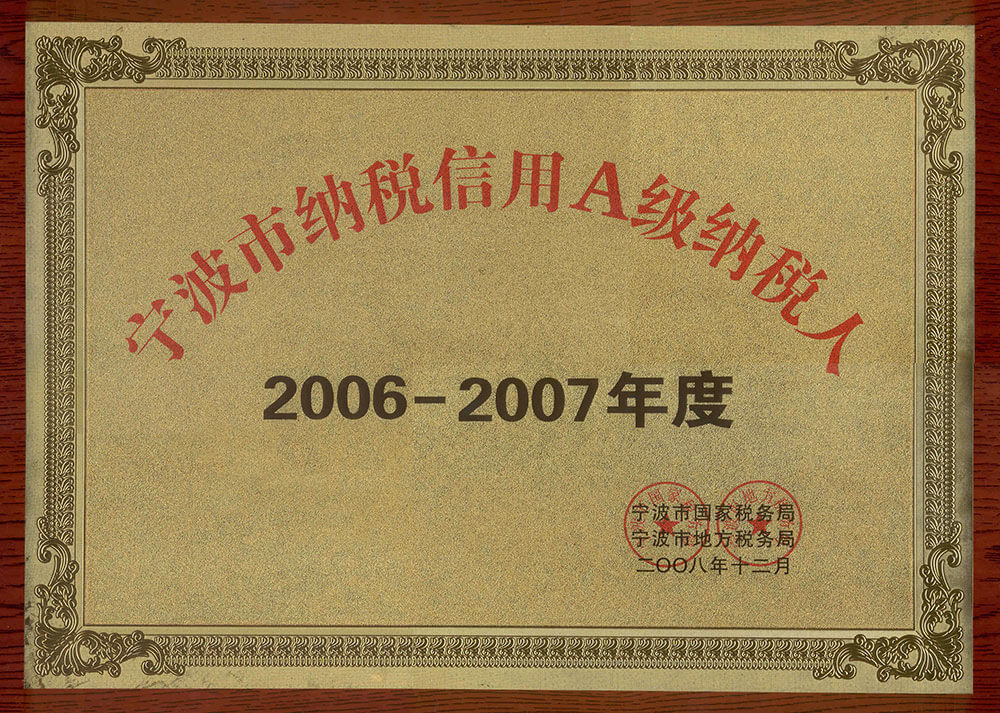 宁波市纳税信用A级纳税人
2006-2007年度
宁波市国家税务局
宁波市地方税务局
二〇〇八年十二月